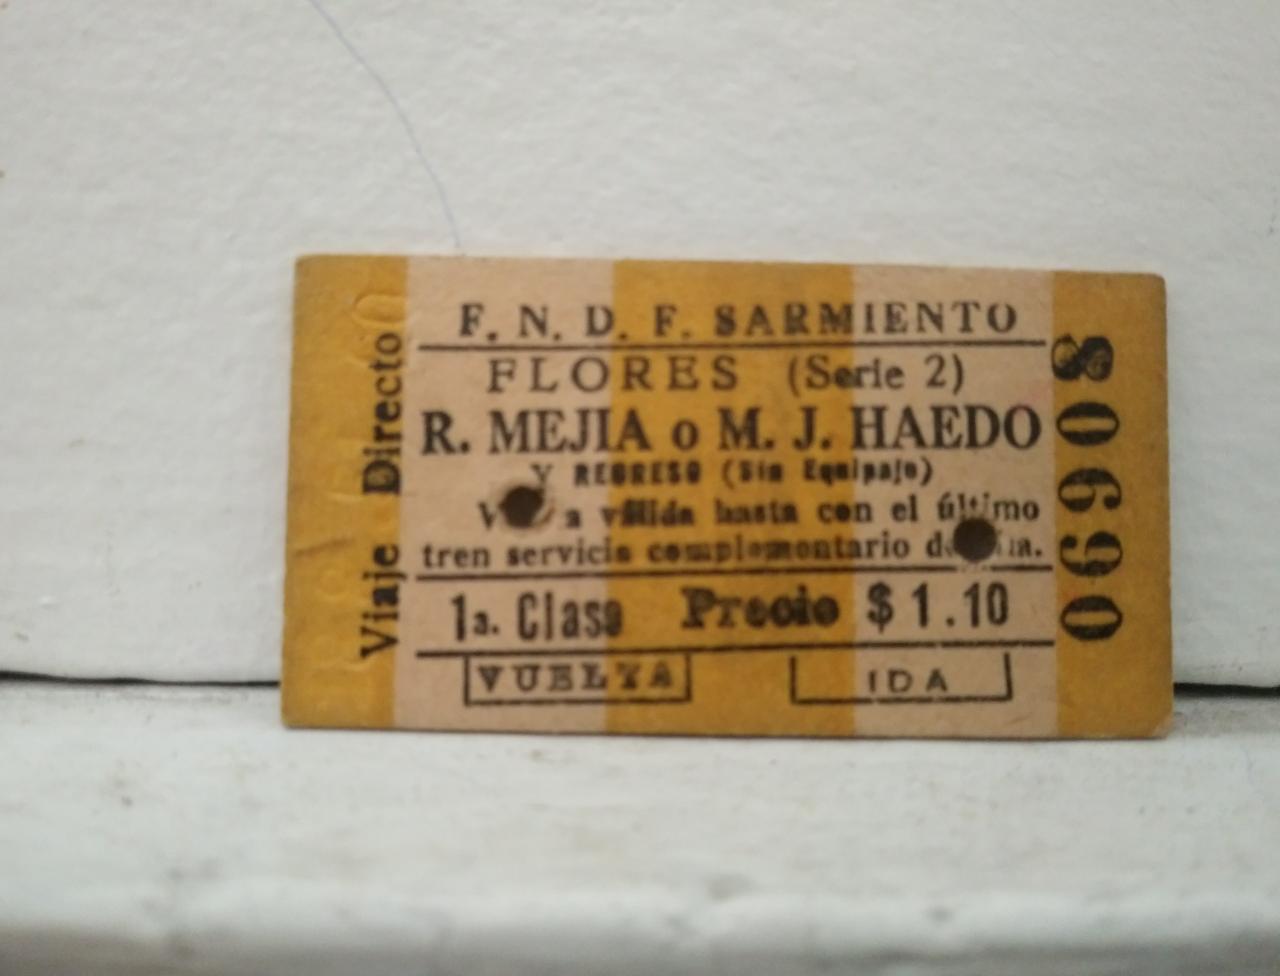 F. N. D. F. SARMIENTO
FLORES (Serie 2)
R. MEJIA o M. J. HAEDO
Y REGRESO (Sin Equipaje)
a válida hasta con el último
tren servicio complementario
1a. Clase Precio $ 1.10
VUELTA IDA
Viaje Directo
06908